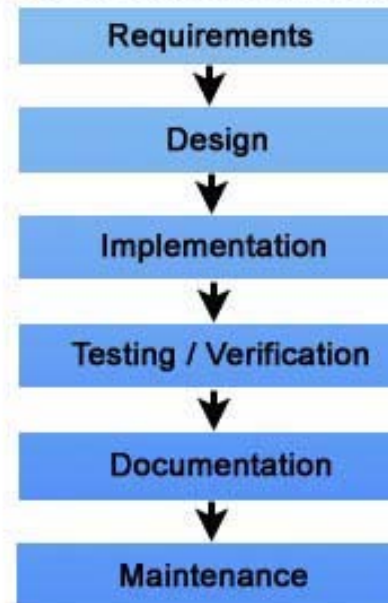 Requirements
Design
Implementation
Testing / Verification
Documentation
Maintenance